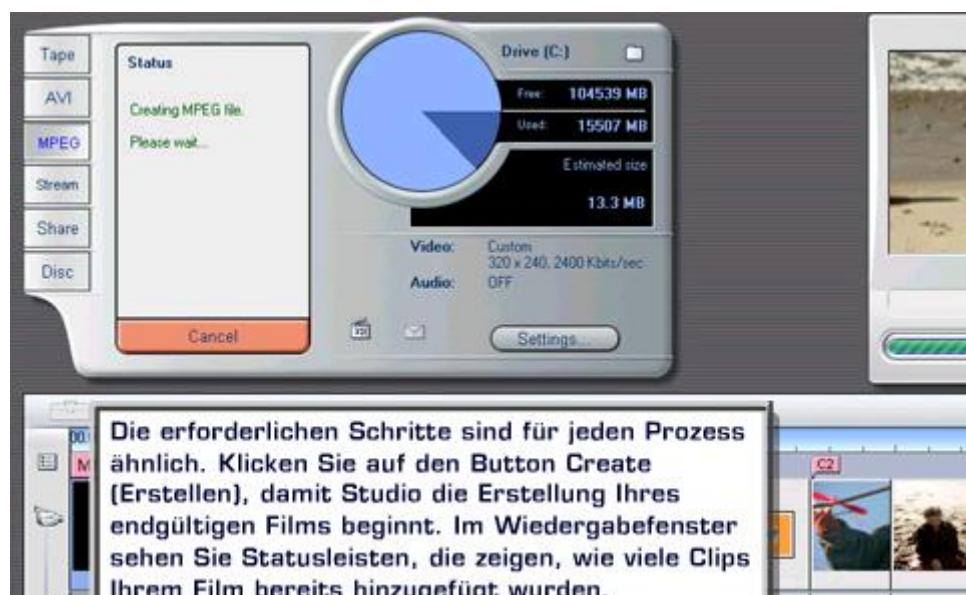 Tape
AVI
MPEG
Stream
Share
Disc
Status
Creating MPEG file.
Please wait...
Cancel
Drive (C:)
Free: 104539 MB
Used: 15507 MB
Estimated size
13.3 MB
Video: Custom
320 x 240, 2400 Kbits/sec
Audio: OFF
Settings...
Die erforderlichen Schritte sind für jeden Prozess
ähnlich. Klicken Sie auf den Button Create
(Erstellen), damit Studio die Erstellung Ihres
endgültigen Films beginnt. Im Wiedergabefenster
sehen Sie Statusleisten, die zeigen, wie viele Clips
Ihrem Film bereits hinzugefügt wurden.
C2